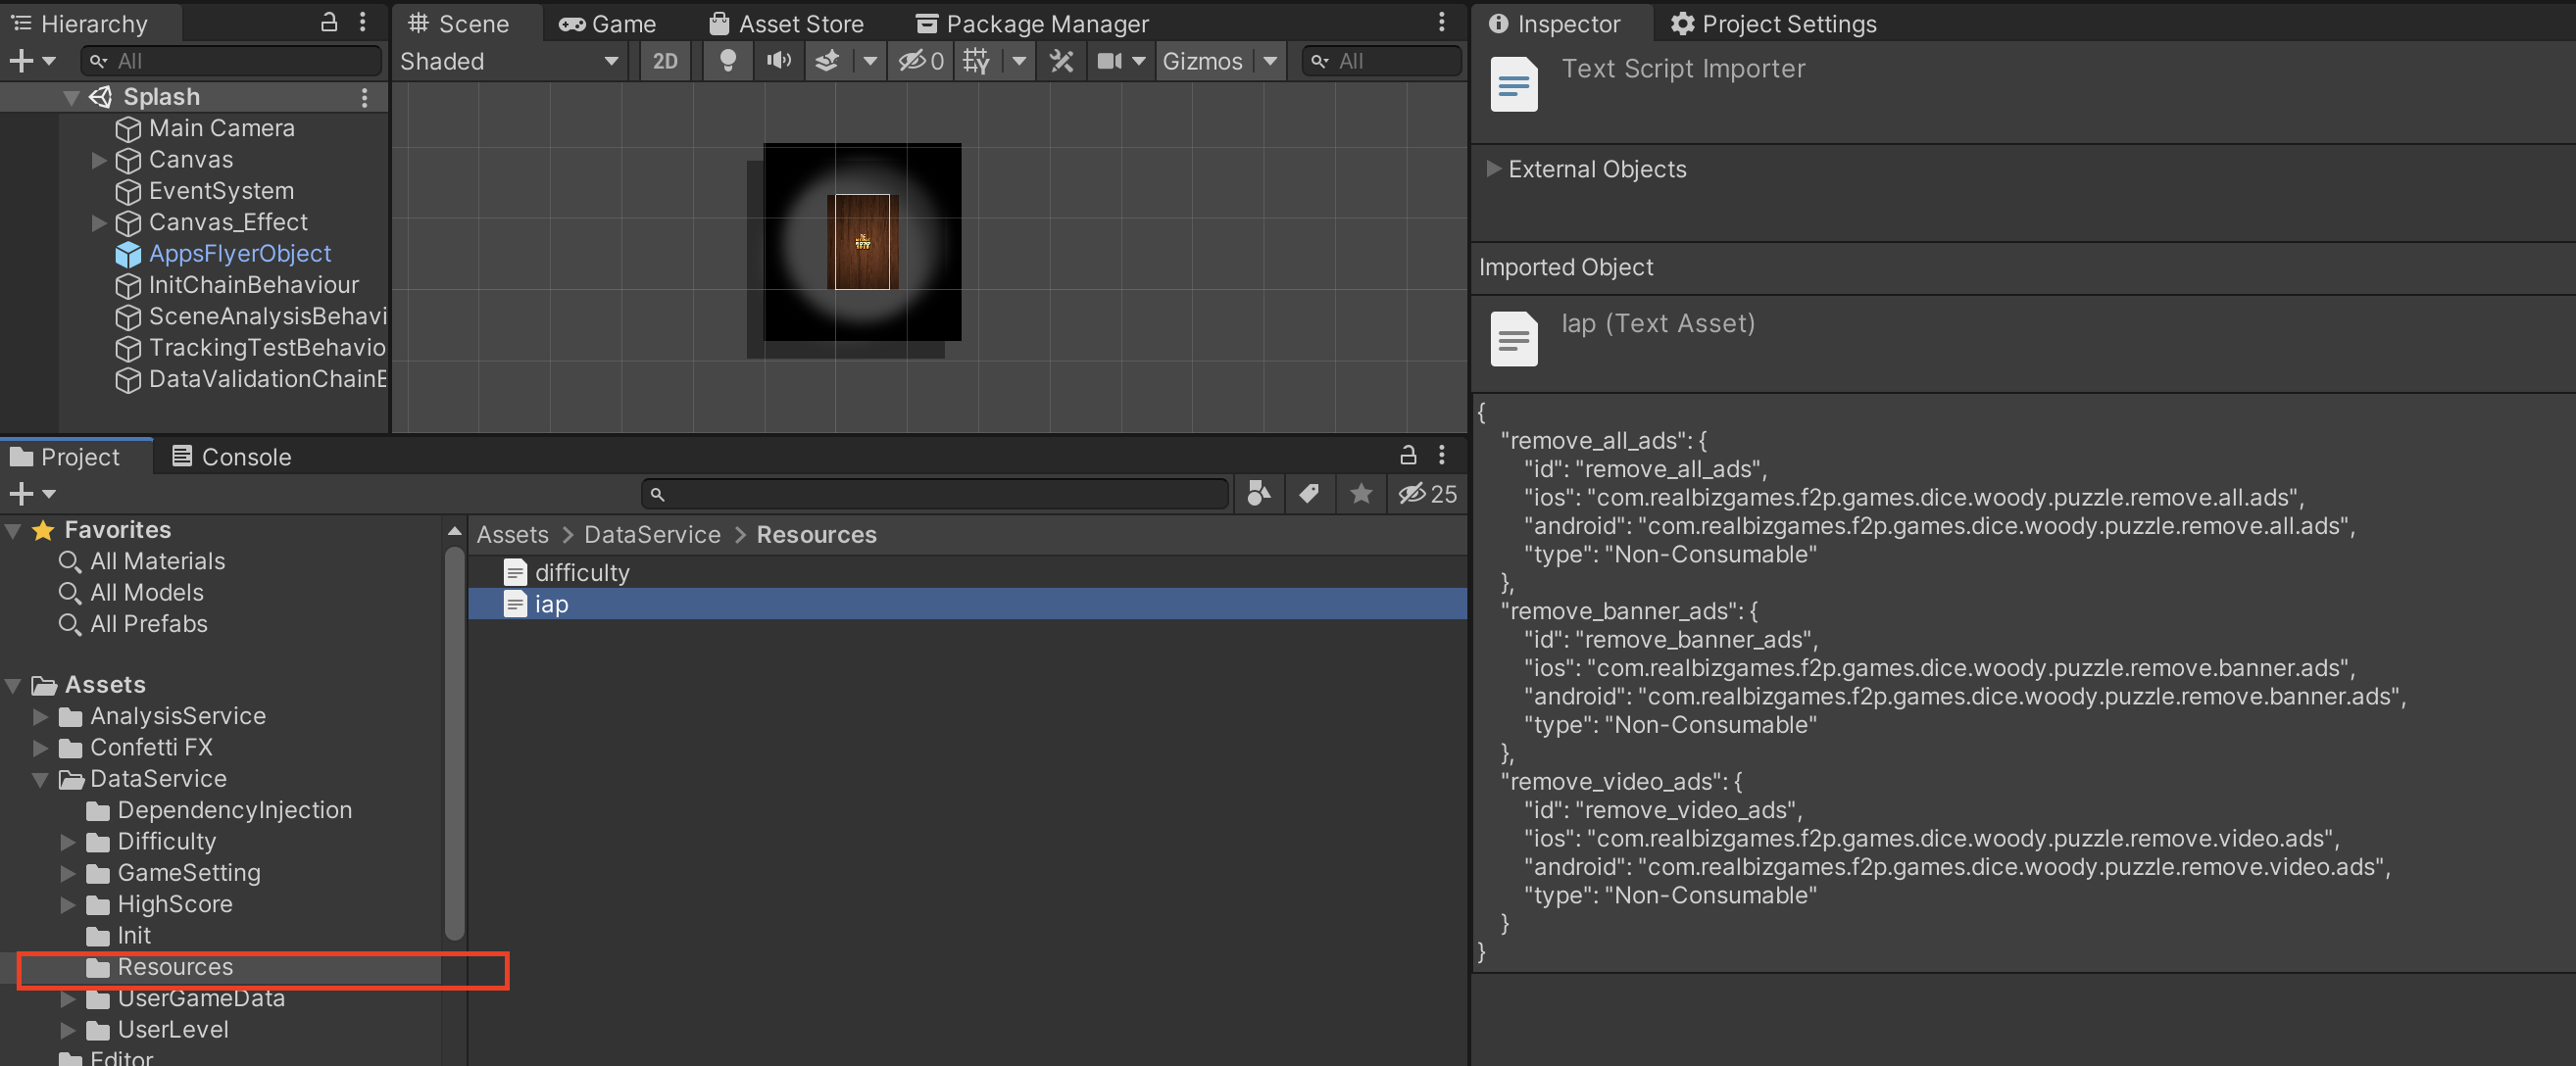 Hierarchy
All
Splash
Main Camera
Canvas
EventSystem
Canvas_Effect
AppsFlyerObject
InitChainBehaviour
SceneAnalysisBehavi
TrackingTestBehavio
DataValidationChainB
Scene
Game
Asset Store
Package Manager
Shaded
2D
0
Gizmos
All
Inspector
Project Settings
Text Script Importer
External Objects
Imported Object
Iap (Text Asset)
{
"remove_all_ads": {
"id": "remove_all_ads",
"ios": "com.realbizgames.f2p.games.dice.woody.puzzle.remove.all.ads",
"android": "com.realbizgames.f2p.games.dice.woody.puzzle.remove.all.ads",
"type": "Non-Consumable"
},
"remove_banner_ads": {
"id": "remove_banner_ads",
"ios": "com.realbizgames.f2p.games.dice.woody.puzzle.remove.banner.ads",
"android": "com.realbizgames.f2p.games.dice.woody.puzzle.remove.banner.ads",
"type": "Non-Consumable"
},
"remove_video_ads": {
"id": "remove_video_ads",
"ios": "com.realbizgames.f2p.games.dice.woody.puzzle.remove.video.ads",
"android": "com.realbizgames.f2p.games.dice.woody.puzzle.remove.video.ads",
"type": "Non-Consumable"
}
}
Project
Console
25
Favorites
All Materials
All Models
All Prefabs
Assets
AnalysisService
Confetti FX
DataService
DependencyInjection
Difficulty
GameSetting
HighScore
Init
Resources
UserGameData
UserLevel
Editor
Assets > DataService > Resources
difficulty
iap